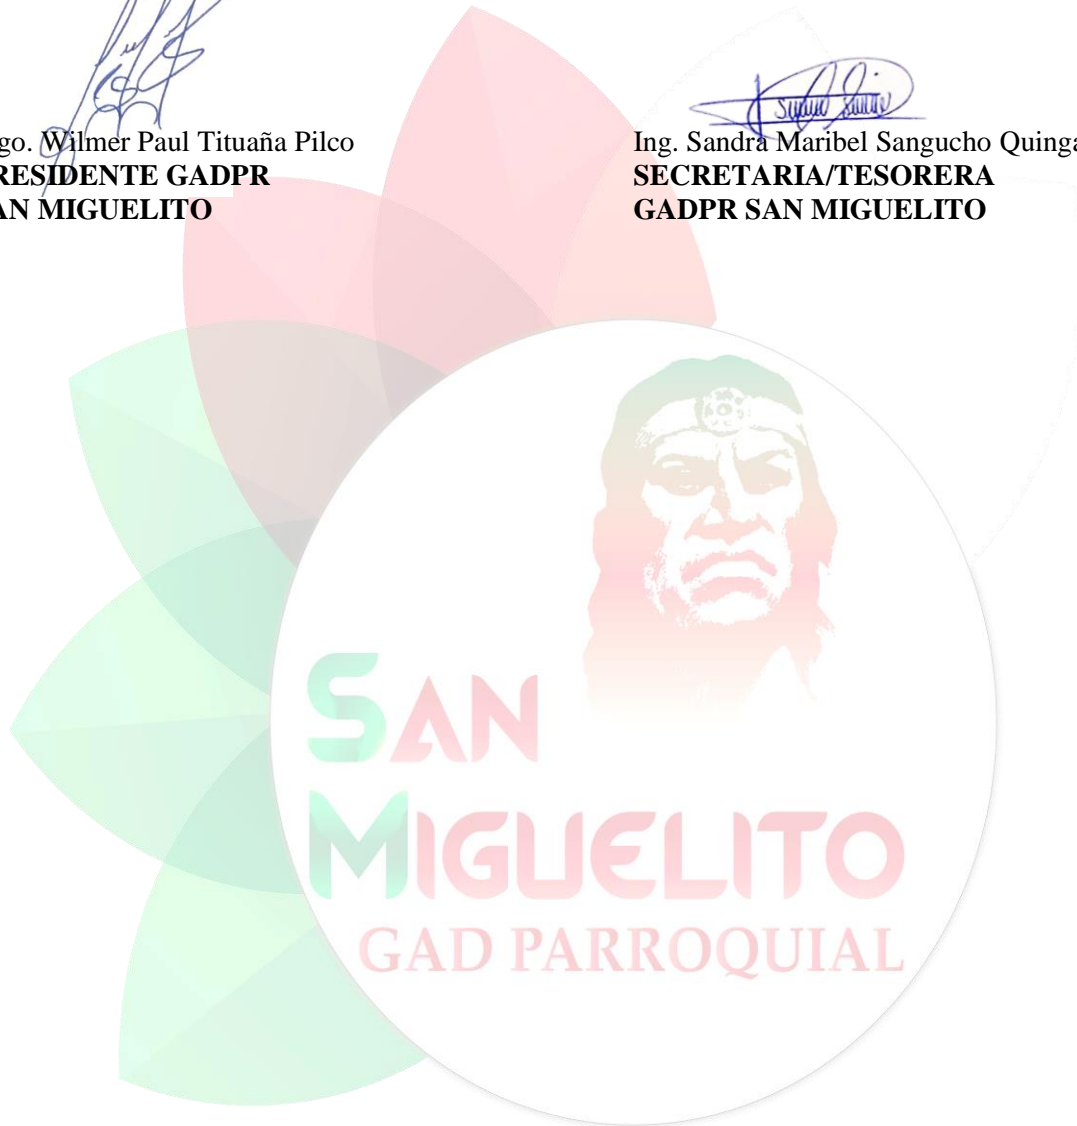 go. Wilmer Paul Tituaña Pilco
RESIDENTE GADPR
AN MIGUELITO
Ing. Sandra Maribel Sangucho Quinga
SECRETARIA/TESORERA
GADPR SAN MIGUELITO
SAN
MIGUELITO
GAD PARROQUIAL